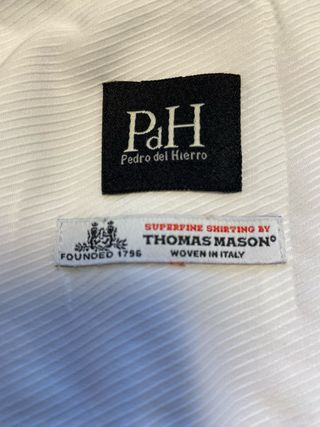 PdH
Pedro del Hierro
SUPERFINE SHIRTING BY
THOMAS MASON®
FOUNDED 1796
WOVEN IN ITALY